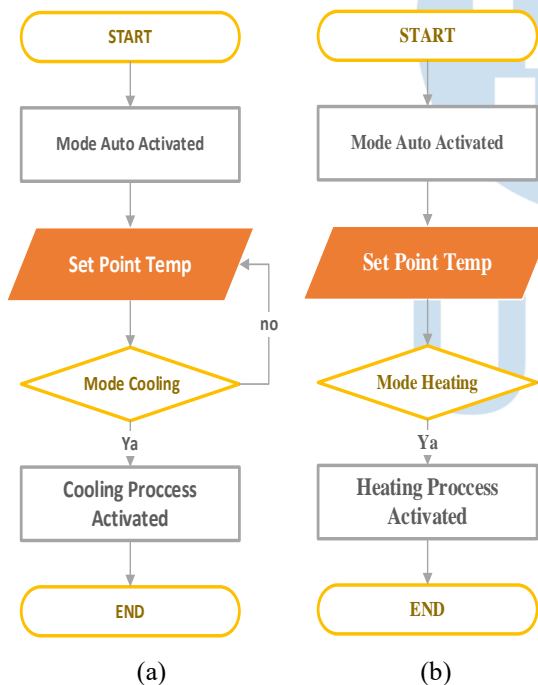 START
Mode Auto Activated
Set Point Temp
no
Mode Cooling
Ya
Cooling Proccess
Activated
END
(a)
START
Mode Auto Activated
Set Point Temp
Mode Heating
Ya
Heating Proccess
Activated
END
(b)